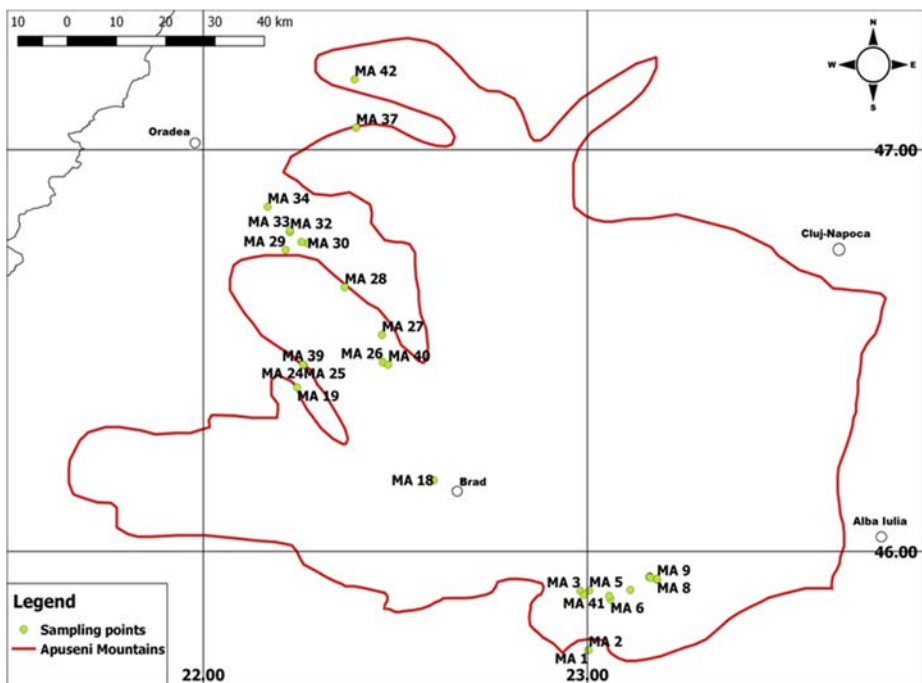 10 0 10 20 30 40 km
N
W E
S
MA 42
MA 37
Oradea
47.00
MA 34
MA 33 MA 32
MA 29 MA 30
Cluj-Napoca
MA 28
MA 27
MA 26 MA 40
MA 39
MA 24 MA 25
MA 19
MA 18
Brad
Alba Iulia
46.00
MA 3 MA 5 MA 9
MA 8
MA 41 MA 6
MA 2
MA 1
Legend
Sampling points
Apuseni Mountains
22.00 23.00